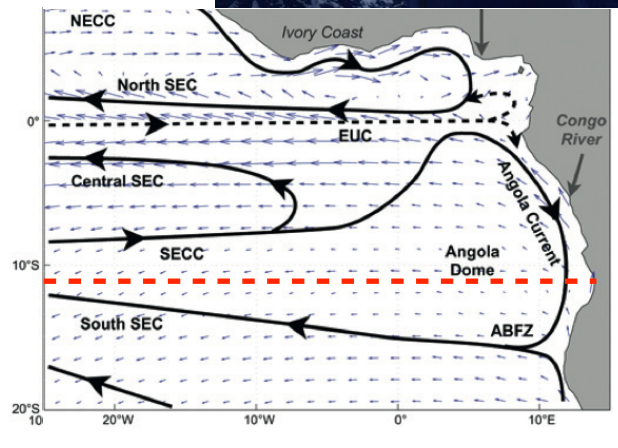 NECC
Ivory Coast
North SEC
Congo
River
0°
EUC
Central SEC
Angola Current
SECC
Angola
Dome
10°S
South SEC
ABFZ
20°S
10
20°W
10°W
0°
10°E